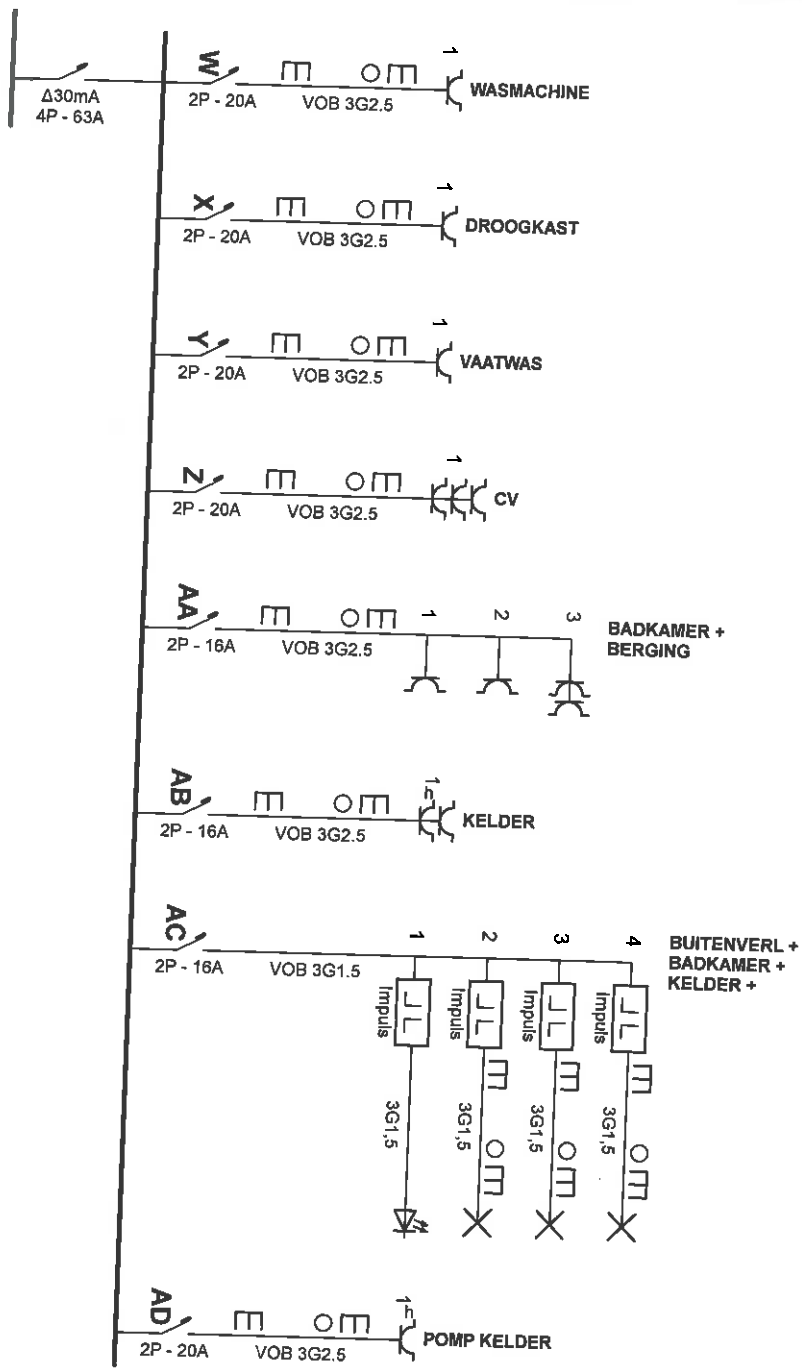 Δ30mA
4P - 63A
W
2P - 20A
VOB 3G2.5
1
WASMACHINE
X
2P - 20A
VOB 3G2.5
1
DROOGKAST
Y
2P - 20A
VOB 3G2.5
1
VAATWAS
Z
2P - 20A
VOB 3G2.5
1
CV
AA
2P - 16A
VOB 3G2.5
1
2
3
BADKAMER +
BERGING
AB
2P - 16A
VOB 3G2.5
1
h
KELDER
AC
2P - 16A
VOB 3G1.5
1
2
3
4
BUITENVERL +
BADKAMER +
KELDER +
Impuls
Impuls
Impuls
Impuls
3G1,5
3G1,5
3G1,5
3G1,5
AD
2P - 20A
VOB 3G2.5
1
h
POMP KELDER